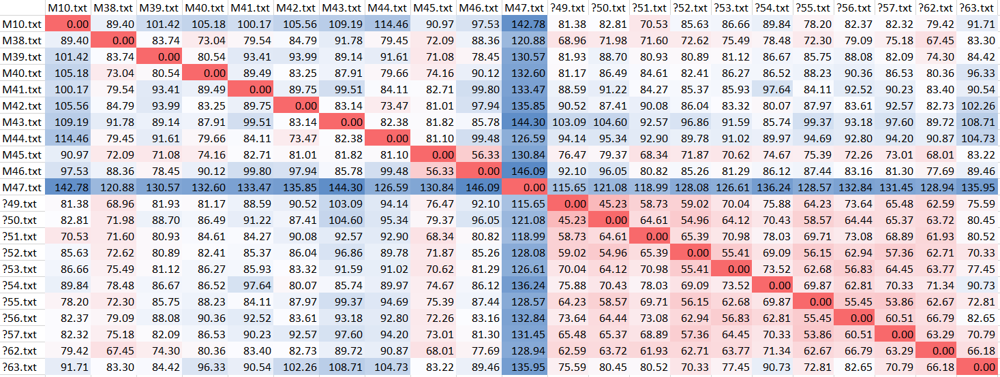 M10.txt M38.txt M39.txt M40.txt M41.txt M42.txt M43.txt M44.txt M45.txt M46.txt M47.txt ?49.txt ?50.txt ?51.txt ?52.txt ?53.txt ?54.txt ?55.txt ?56.txt ?57.txt ?62.txt ?63.txt
M10.txt 0.00 89.40 101.42 105.18 100.17 105.56 109.19 114.46 90.97 97.53 142.78 81.38 82.81 70.53 85.63 86.66 89.84 78.20 82.37 82.32 79.42 91.71
M38.txt 89.40 0.00 83.74 73.04 79.54 84.79 91.78 79.45 72.09 88.36 120.88 68.96 71.98 71.60 72.62 75.49 78.48 72.30 79.09 75.18 67.45 83.30
M39.txt 101.42 83.74 0.00 80.54 93.41 93.99 89.14 91.61 71.08 78.45 130.57 81.93 88.70 80.93 80.89 81.12 86.67 85.75 88.08 82.09 74.30 84.42
M40.txt 105.18 73.04 80.54 0.00 89.49 83.25 87.91 79.66 74.16 90.12 132.60 81.17 86.49 84.61 82.41 86.27 86.52 88.23 90.36 86.53 80.36 96.33
M41.txt 100.17 79.54 93.41 89.49 0.00 89.75 99.51 84.11 82.71 99.80 133.47 88.59 91.22 84.27 85.37 85.93 97.64 84.11 92.52 90.23 83.40 90.54
M42.txt 105.56 84.79 93.99 83.25 89.75 0.00 83.14 73.47 81.01 97.94 135.85 90.52 87.41 90.08 86.04 83.32 80.07 87.97 83.61 92.57 82.73 102.26
M43.txt 109.19 91.78 89.14 87.91 99.51 83.14 0.00 82.38 81.82 85.78 144.30 103.09 104.60 92.57 96.86 91.59 85.74 99.37 93.18 97.60 89.72 108.71
M44.txt 114.46 79.45 91.61 79.66 84.11 73.47 82.38 0.00 81.10 99.48 126.59 94.14 95.34 92.90 89.78 91.02 89.97 94.69 92.80 94.20 90.87 104.73
M45.txt 90.97 72.09 71.08 74.16 82.71 81.01 81.82 81.10 0.00 56.33 130.84 76.47 79.37 68.34 71.87 70.62 74.67 75.39 72.26 73.01 68.01 83.22
M46.txt 97.53 88.36 78.45 90.12 99.80 97.94 85.78 99.48 56.33 0.00 146.09 92.10 96.05 80.82 85.26 81.29 86.12 87.44 83.16 81.30 77.69 89.46
M47.txt 142.78 120.88 130.57 132.60 133.47 135.85 144.30 126.59 130.84 146.09 0.00 115.65 121.08 118.99 128.08 126.61 136.24 128.57 132.84 131.45 128.94 135.95
?49.txt 81.38 68.96 81.93 81.17 88.59 90.52 103.09 94.14 76.47 92.10 115.65 0.00 45.23 58.73 59.02 70.04 75.88 64.23 73.64 65.48 62.59 75.59
?50.txt 82.81 71.98 88.70 86.49 91.22 87.41 104.60 95.34 79.37 96.05 121.08 45.23 0.00 64.61 54.96 64.12 70.43 58.57 64.44 65.37 63.72 80.45
?51.txt 70.53 71.60 80.93 84.61 84.27 90.08 92.57 92.90 68.34 80.82 118.99 58.73 64.61 0.00 65.39 70.98 78.03 69.71 73.08 68.89 61.93 80.52
?52.txt 85.63 72.62 80.89 82.41 85.37 86.04 96.86 89.78 71.87 85.26 128.08 59.02 54.96 65.39 0.00 55.41 69.09 56.15 62.94 57.36 62.71 70.33
?53.txt 86.66 75.49 81.12 86.27 85.93 83.32 91.59 91.02 70.62 81.29 126.61 70.04 64.12 70.98 55.41 0.00 73.52 62.68 56.83 64.45 63.77 77.45
?54.txt 89.84 78.48 86.67 86.52 97.64 80.07 85.74 89.97 74.67 86.12 136.24 75.88 70.43 78.03 69.09 73.52 0.00 69.87 62.81 70.33 71.34 90.73
?55.txt 78.20 72.30 85.75 88.23 84.11 87.97 99.37 94.69 75.39 87.44 128.57 64.23 58.57 69.71 56.15 62.68 69.87 0.00 55.45 53.86 62.67 72.81
?56.txt 82.37 79.09 88.08 90.36 92.52 83.61 93.18 92.80 72.26 83.16 132.84 73.64 64.44 73.08 62.94 56.83 62.81 55.45 0.00 60.51 66.79 82.65
?57.txt 82.32 75.18 82.09 86.53 90.23 92.57 97.60 94.20 73.01 81.30 131.45 65.48 65.37 68.89 57.36 64.45 70.33 53.86 60.51 0.00 63.29 70.79
?62.txt 79.42 67.45 74.30 80.36 83.40 82.73 89.72 90.87 68.01 77.69 128.94 62.59 63.72 61.93 62.71 63.77 71.34 62.67 66.79 63.29 0.00 66.18
?63.txt 91.71 83.30 84.42 96.33 90.54 102.26 108.71 104.73 83.22 89.46 135.95 75.59 80.45 80.52 70.33 77.45 90.73 72.81 82.65 70.79 66.18 0.00